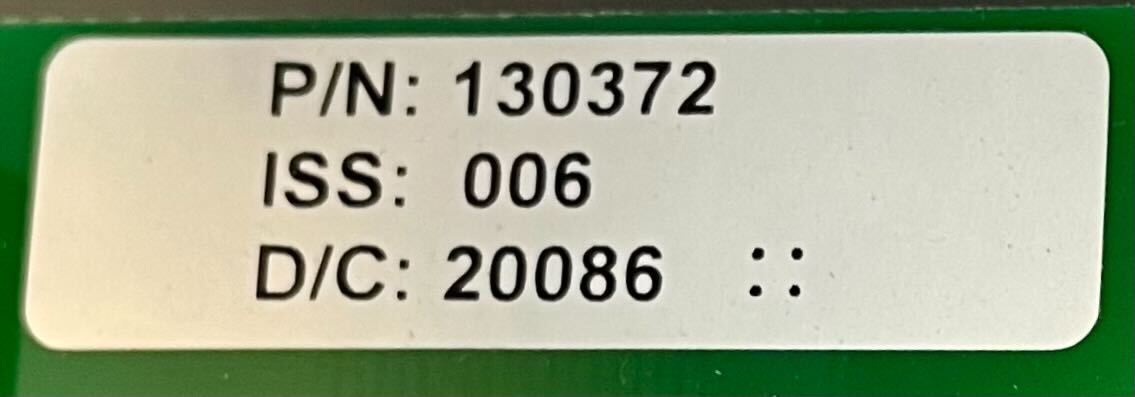 P/N: 130372
ISS: 006
D/C: 20086 ::